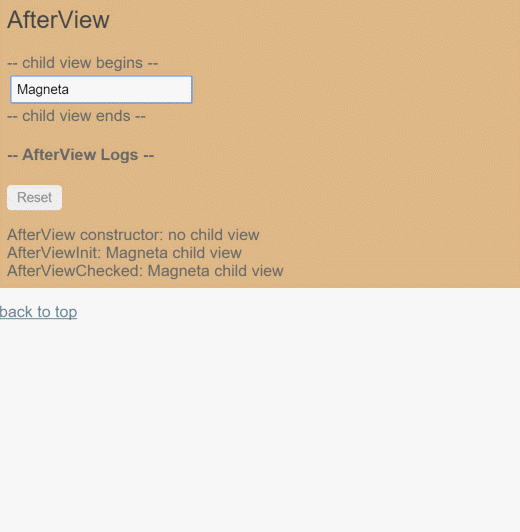 AfterView
-- child view begins --
Magneta
-- child view ends --
-- AfterView Logs --
Reset
AfterView constructor: no child view
AfterViewInit: Magneta child view
AfterViewChecked: Magneta child view
back to top